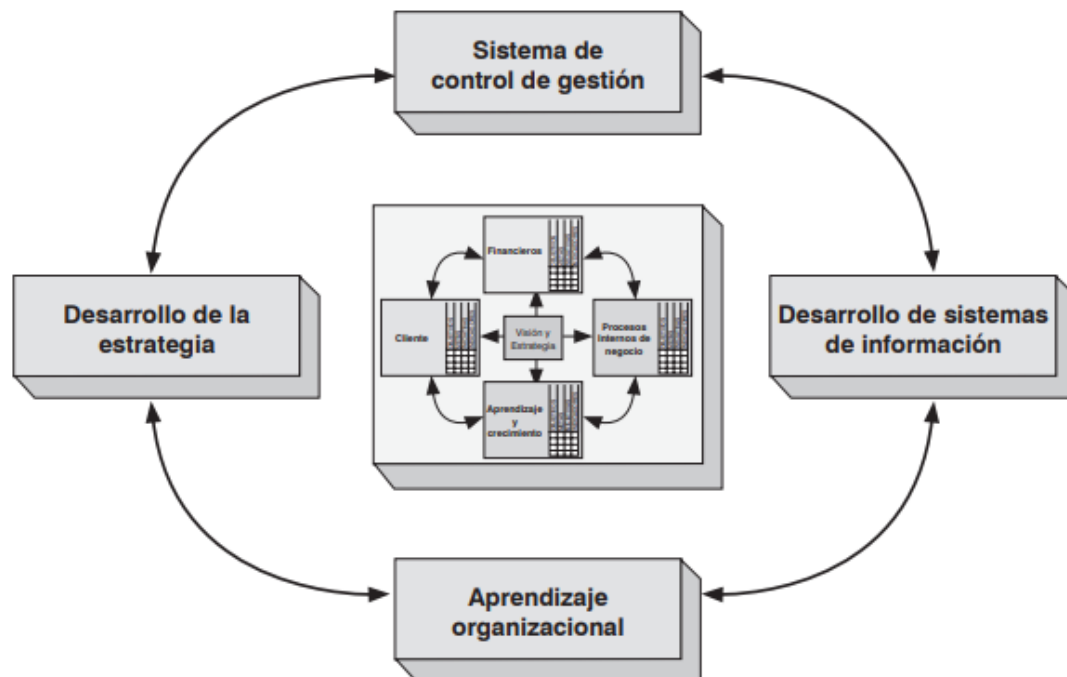 Sistema de
control de gestión
Financieros
Desarrollo de la
estrategia
Cliente
Visión y
Estrategia
Procesos
internos de
negocio
Desarrollo de sistemas
de información
Aprendizaje
y
crecimiento
Aprendizaje
organizacional